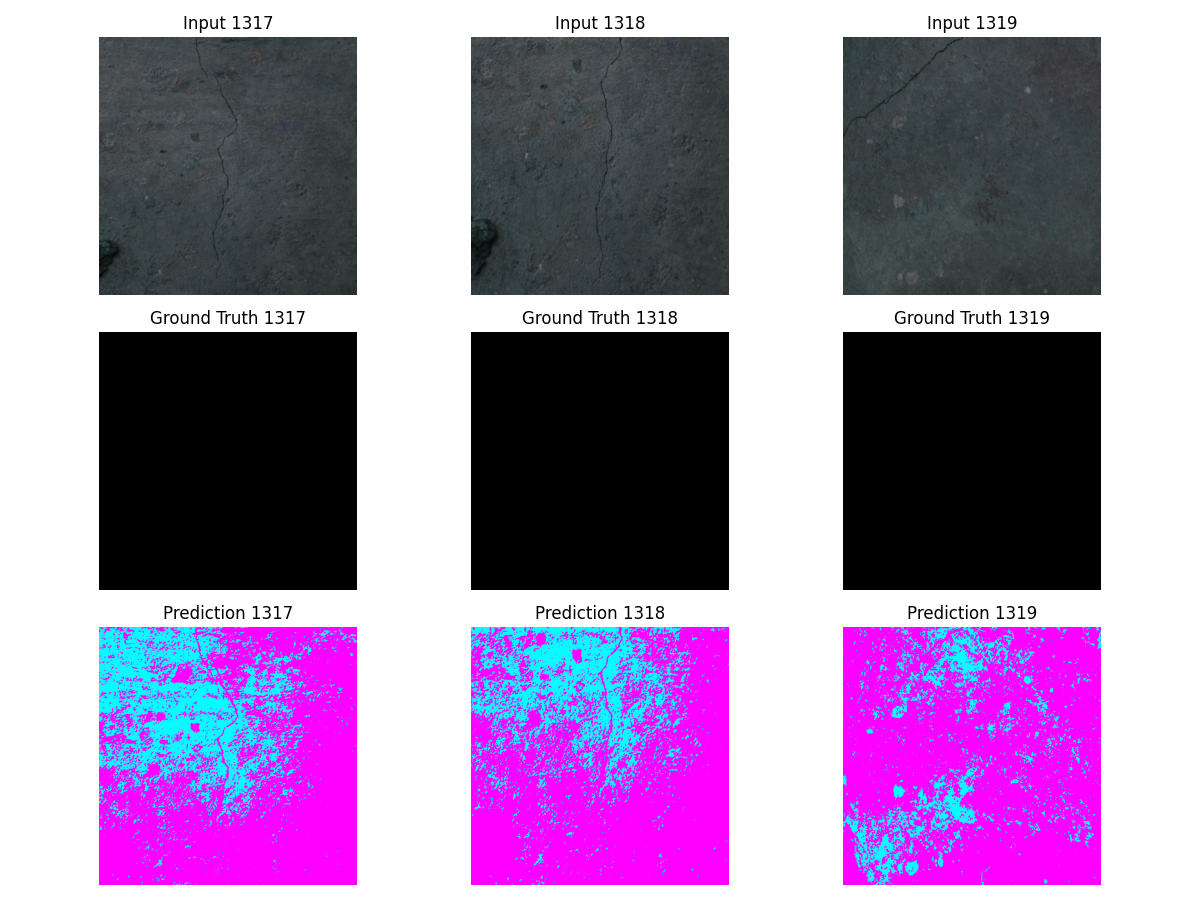 Input 1317
Input 1318
Input 1319
Ground Truth 1317
Ground Truth 1318
Ground Truth 1319
Prediction 1317
Prediction 1318
Prediction 1319